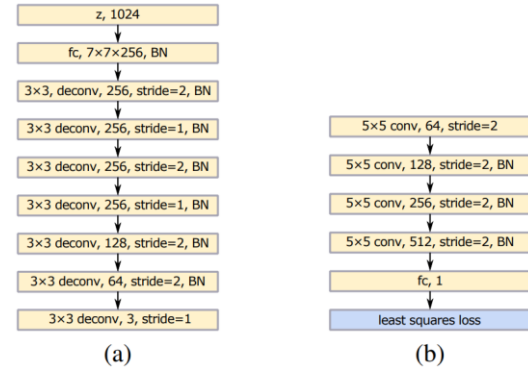 z, 1024
fc, 7×7×256, BN
3×3, deconv, 256, stride=2, BN
3×3 deconv, 256, stride=1, BN
3×3 deconv, 256, stride=2, BN
3×3 deconv, 256, stride=1, BN
3×3 deconv, 128, stride=2, BN
3×3 deconv, 64, stride=2, BN
3×3 deconv, 3, stride=1
(a)
5×5 conv, 64, stride=2
5×5 conv, 128, stride=2, BN
5×5 conv, 256, stride=2, BN
5×5 conv, 512, stride=2, BN
fc, 1
least squares loss
(b)